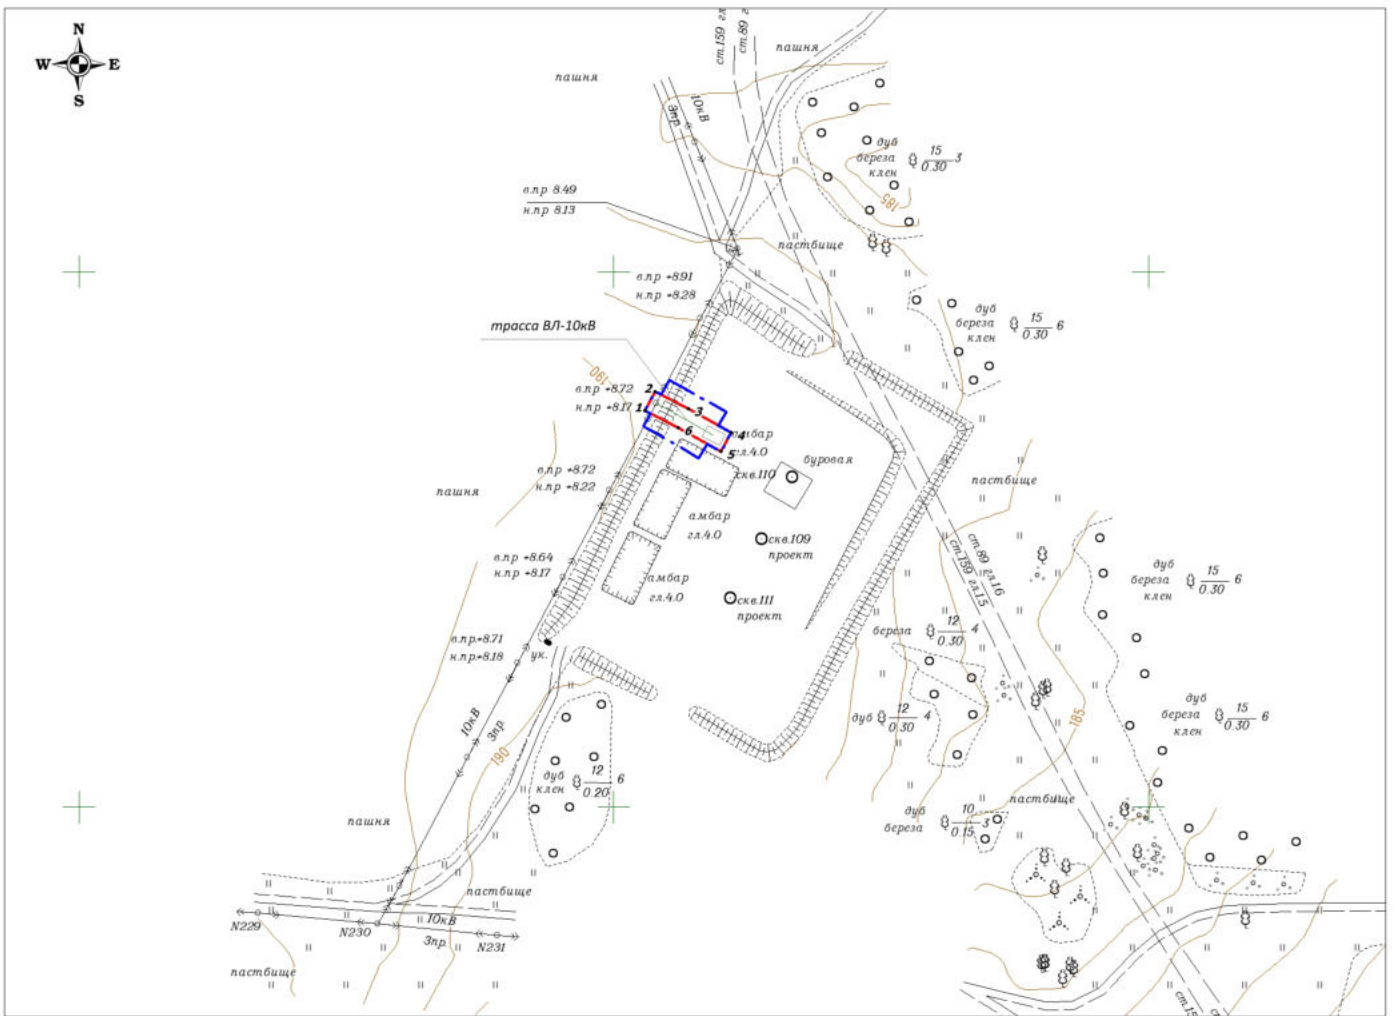 N
W E
S
ст.159 гл
ст.89 г
пашня
пашня
10кВ
3пр.
дуб
береза
клен
15
0.30
3
185
в.пр 8.49
н.пр 8.13
пастбище
в.пр +8.91
н.пр +8.28
дуб
береза
клен
15
0.30
6
трасса ВЛ-10кВ
190
в.пр +8.72
н.пр +8.17
2
1
3
4
6
5
амбар
гл.4.0
буровая
скв.110
в.пр +8.72
н.пр +8.22
пашня
пастбище
амбар
гл.4.0
скв.109
проект
ст.89 гл.16
ст.159 гл.15
в.пр +8.64
н.пр +8.17
амбар
гл.4.0
скв.111
проект
дуб
береза
клен
15
0.30
6
береза
12
0.30
4
в.пр.+8.71
н.пр.+8.18
ук.
дуб
12
0.30
4
185
дуб
береза
клен
15
0.30
6
10кВ
3пр.
190
дуб
клен
12
0.20
6
пастбище
дуб
береза
10
0.15
3
пашня
пастбище
N229
N230
10кВ
3пр.
N231
пастбище
ст.15